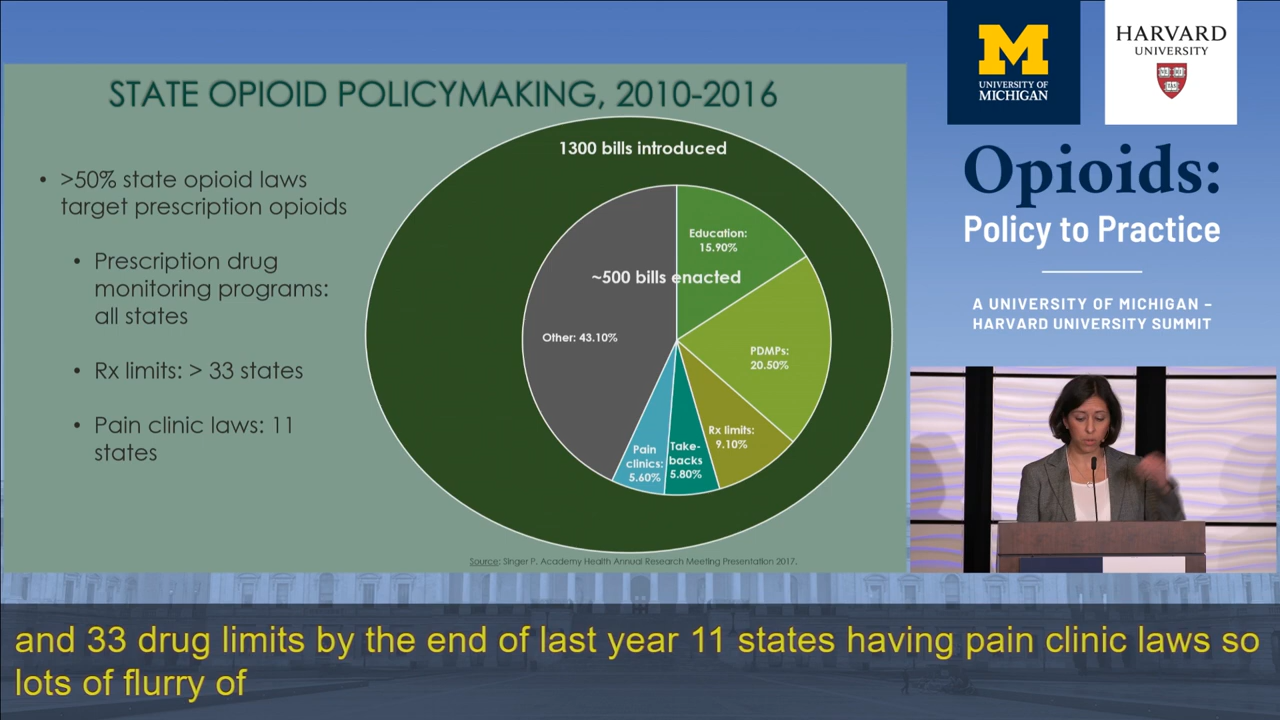 STATE OPIOID POLICYMAKING, 2010-2016
• >50% state opioid laws
target prescription opioids
• Prescription drug
monitoring programs:
all states
• Rx limits: > 33 states
• Pain clinic laws: 11
states
1300 bills introduced
~500 bills enacted
Education:
15.90%
PDMPs:
20.50%
Rx limits:
9.10%
Take-
backs
5.80%
Pain
clinics:
5.60%
Other: 43.10%
Source: Singer P. Academy Health Annual Research Meeting Presentation 2017.
M
UNIVERSITY OF
MICHIGAN
HARVARD
UNIVERSITY
Opioids:
Policy to Practice
A UNIVERSITY OF MICHIGAN –
HARVARD UNIVERSITY SUMMIT
and 33 drug limits by the end of last year 11 states having pain clinic laws so
lots of flurry of